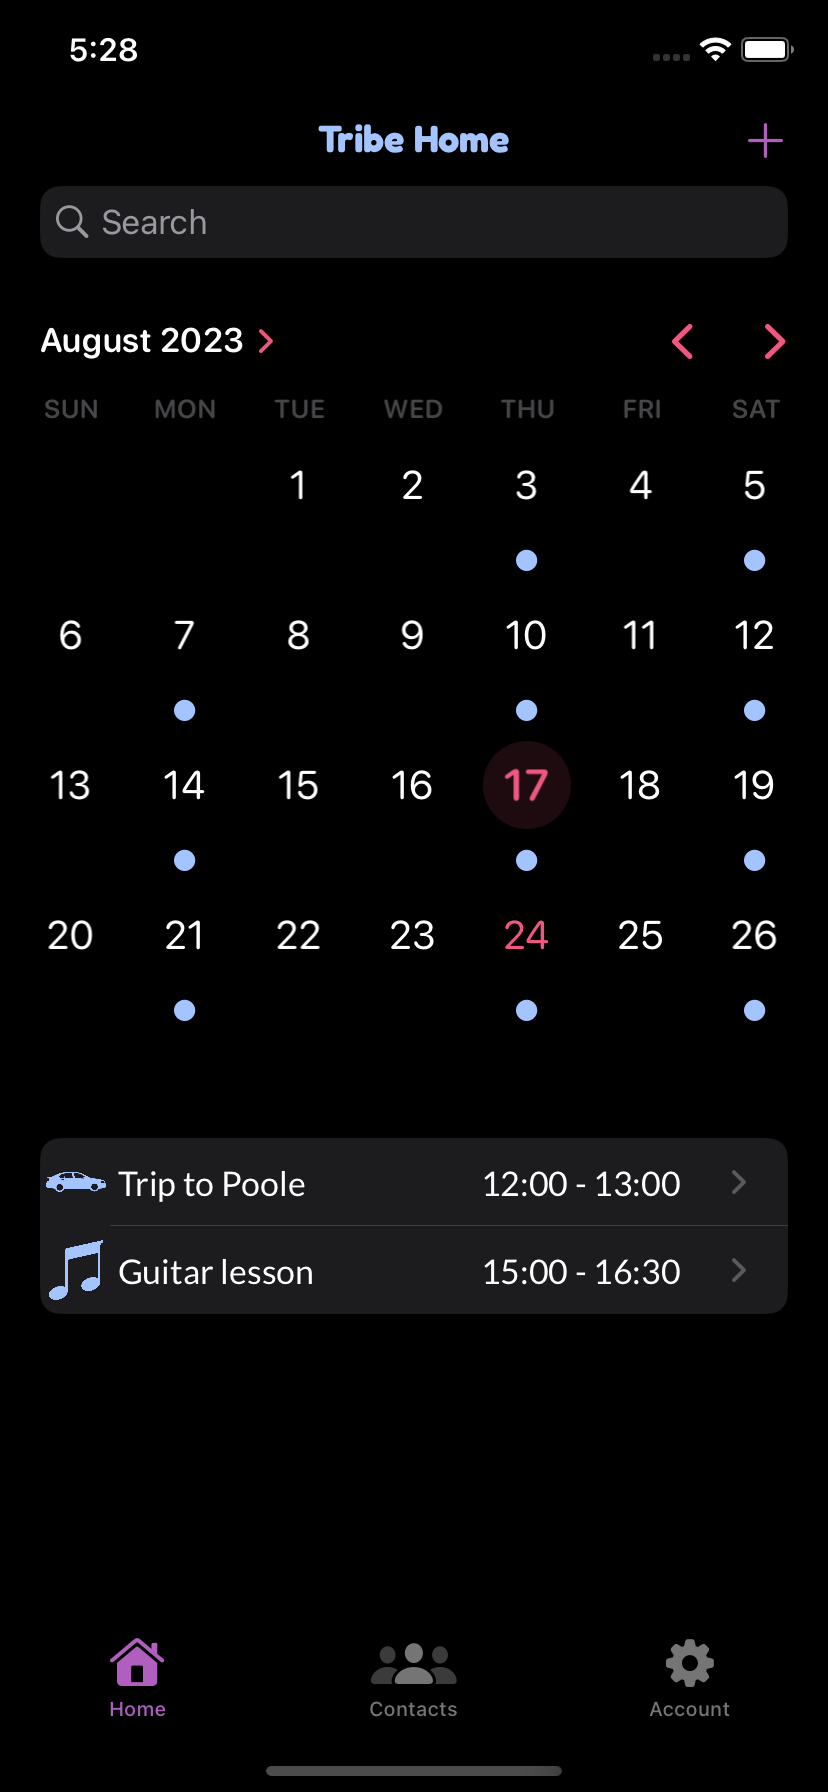 5:28
Tribe Home
Search
August 2023
SUN MON TUE WED THU FRI SAT
1 2 3 4 5
6 7 8 9 10 11 12
13 14 15 16 17 18 19
20 21 22 23 24 25 26
Trip to Poole 12:00 - 13:00
Guitar lesson 15:00 - 16:30
Home Contacts Account